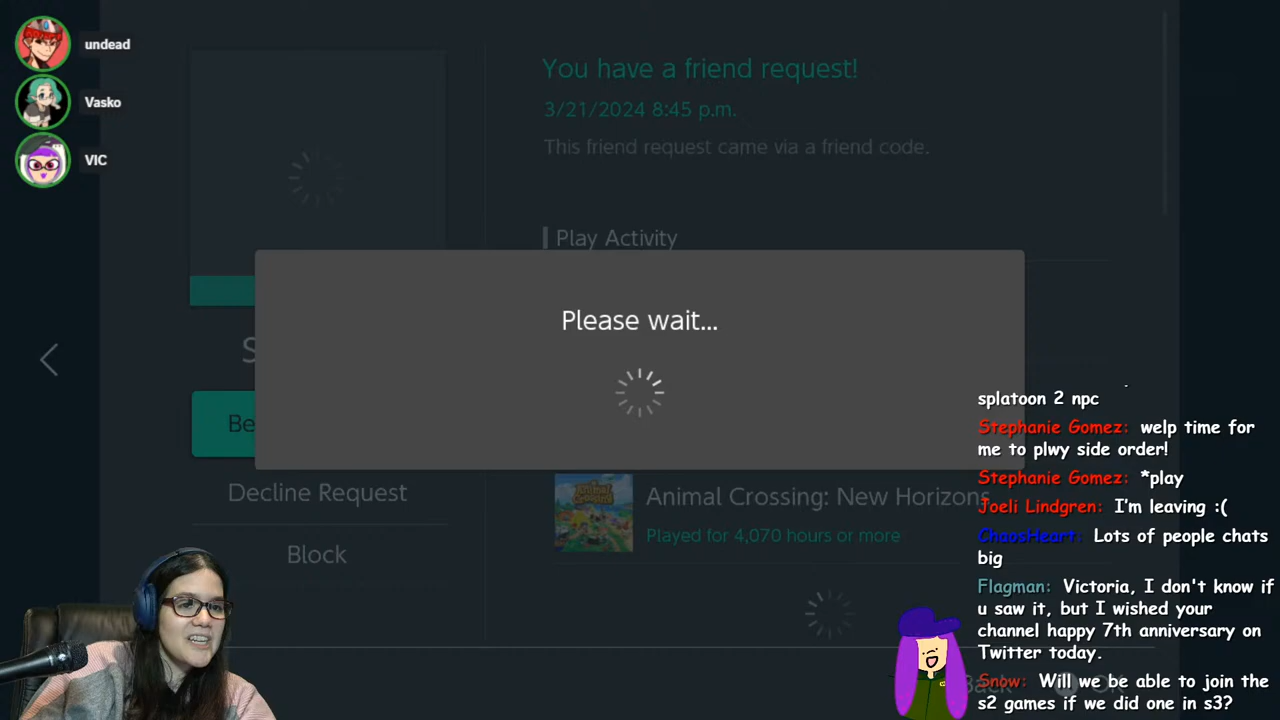 undead
Vasko
VIC
You have a friend request!
3/21/2024 8:45 p.m.
This friend request came via a friend code.
Play Activity
Please wait...
S
Be
Decline Request
Block
Animal Crossing: New Horizons
Played for 4,070 hours or more
Back
OK
splatoon 2 npc
Stephanie Gomez: welp time for
me to plwy side order!
Stephanie Gomez: *play
Joeli Lindgren: I'm leaving :(
ChaosHeart: Lots of people chats
big
Flagman: Victoria, I don't know if
u saw it, but I wished your
channel happy 7th anniversary on
Twitter today.
Snow: Will we be able to join the
s2 games if we did one in s3?